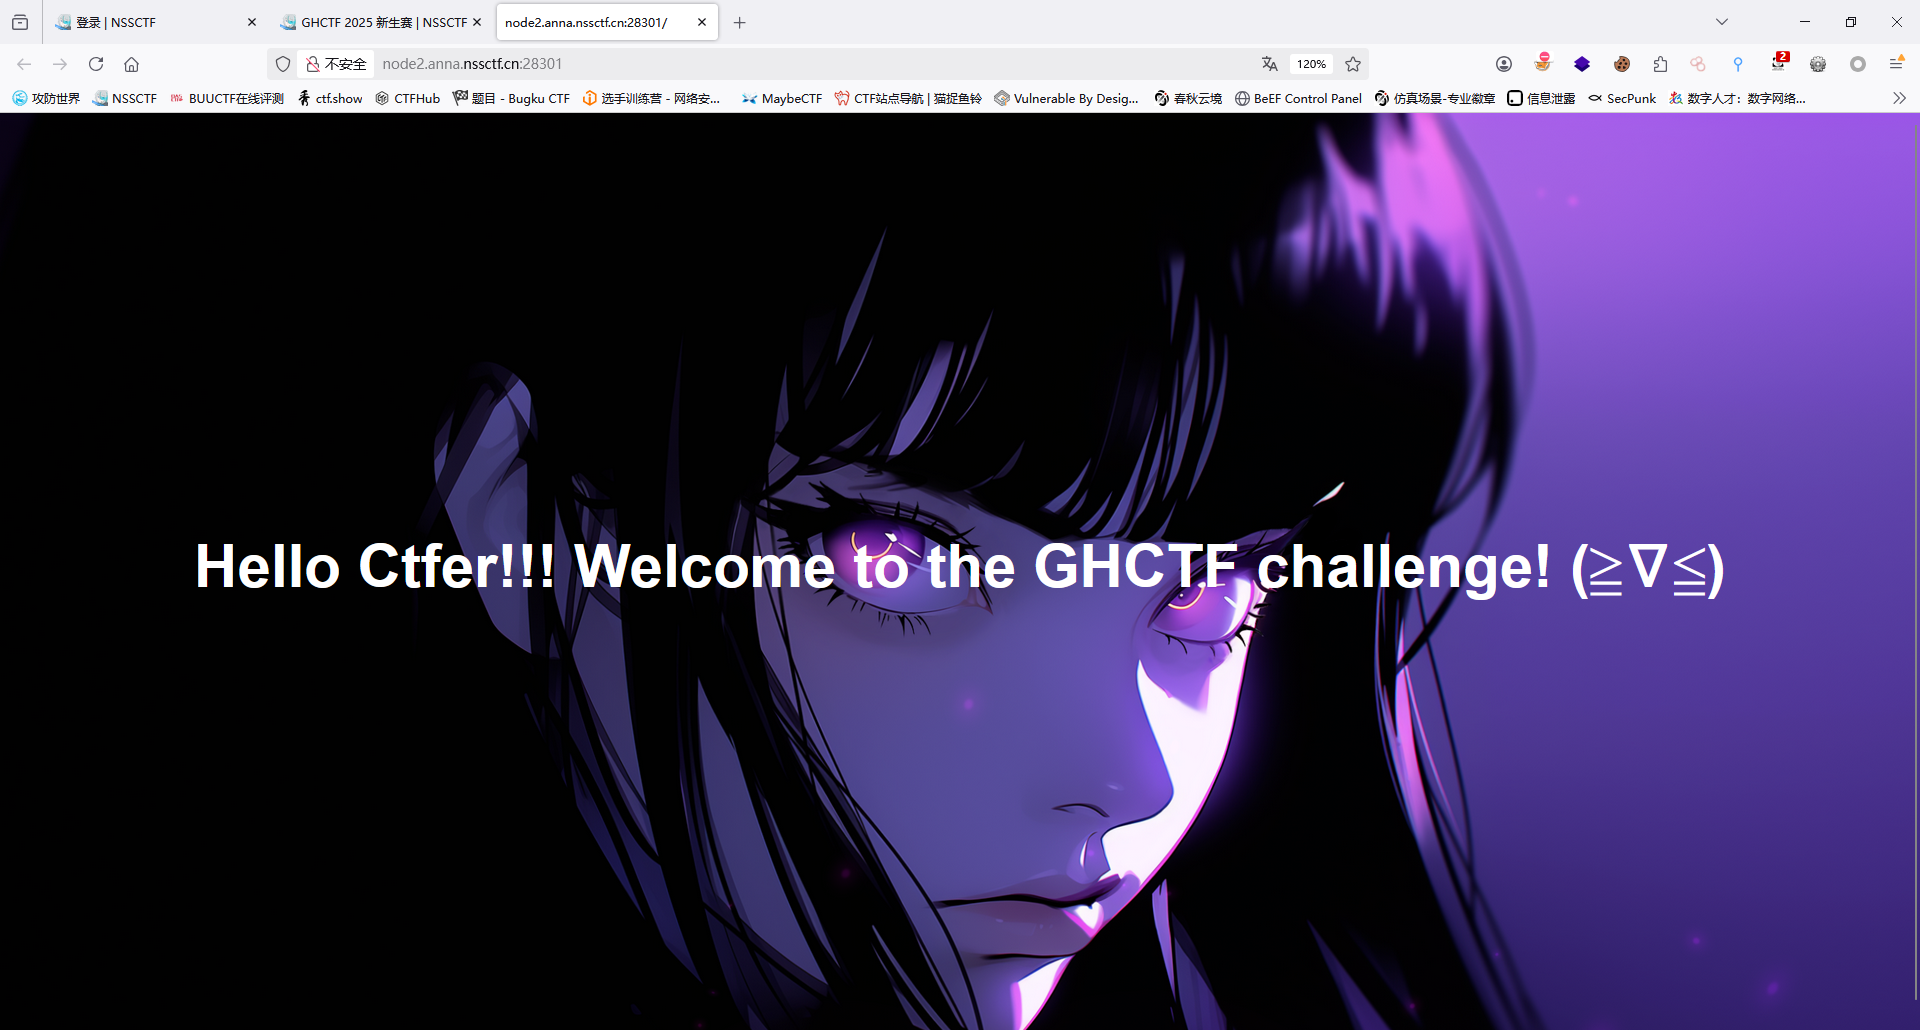 登录 | NSSCTF
GHCTF 2025 新生赛 | NSSCTF
node2.anna.nssctf.cn:28301/
不安全
node2.anna.nssctf.cn:28301
120%
2
攻防世界
NSSCTF
BUUCTF在线评测
ctf.show
CTFHub
题目 - Bugku CTF
选手训练营 - 网络安...
MaybeCTF
CTF站点导航 | 猫捉鱼铃
Vulnerable By Desig...
春秋云境
BeEF Control Panel
仿真场景-专业徽章
信息泄露
SecPunk
数字人才：数字网络...
Hello Ctfer!!! Welcome to the GHCTF challenge! (≧∇≦)